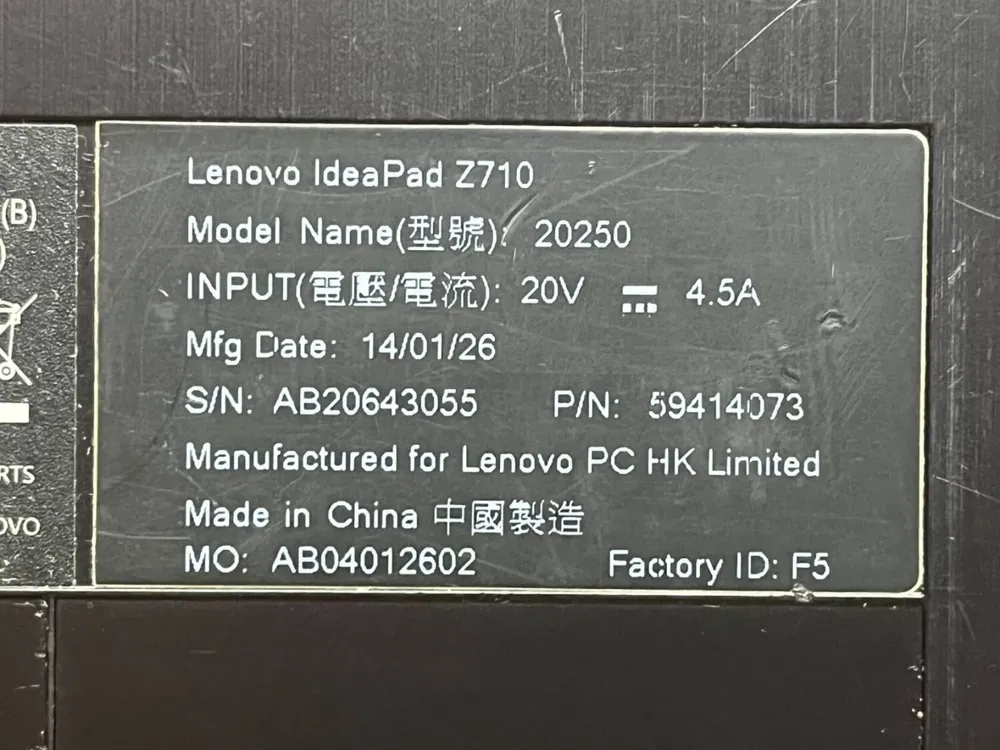 (B)
RTS
OVO
Lenovo IdeaPad Z710
Model Name(型號): 20250
INPUT(電壓/電流): 20V ⎓ 4.5A
Mfg Date: 14/01/26
S/N: AB20643055 P/N: 59414073
Manufactured for Lenovo PC HK Limited
Made in China 中國製造
MO: AB04012602 Factory ID: F5